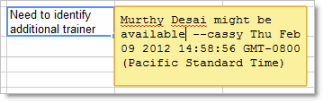 Need to identify
additional trainer
Murthy Desai might be
available --cassy Thu Feb
09 2012 14:58:56 GMT-0800
(Pacific Standard Time)